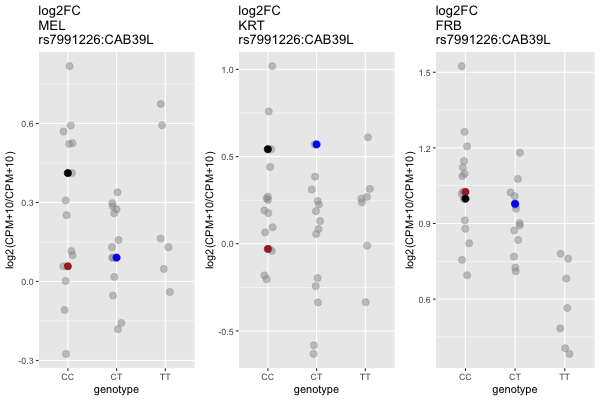 log2FC
MEL
rs7991226:CAB39L
log2(CPM+10/CPM+10)
0.6
0.3
0.0
-0.3
CC CT TT
genotype
log2FC
KRT
rs7991226:CAB39L
log2(CPM+10/CPM+10)
1.0
0.5
0.0
-0.5
CC CT TT
genotype
log2FC
FRB
rs7991226:CAB39L
log2(CPM+10/CPM+10)
1.5
1.2
0.9
0.6
CC CT TT
genotype